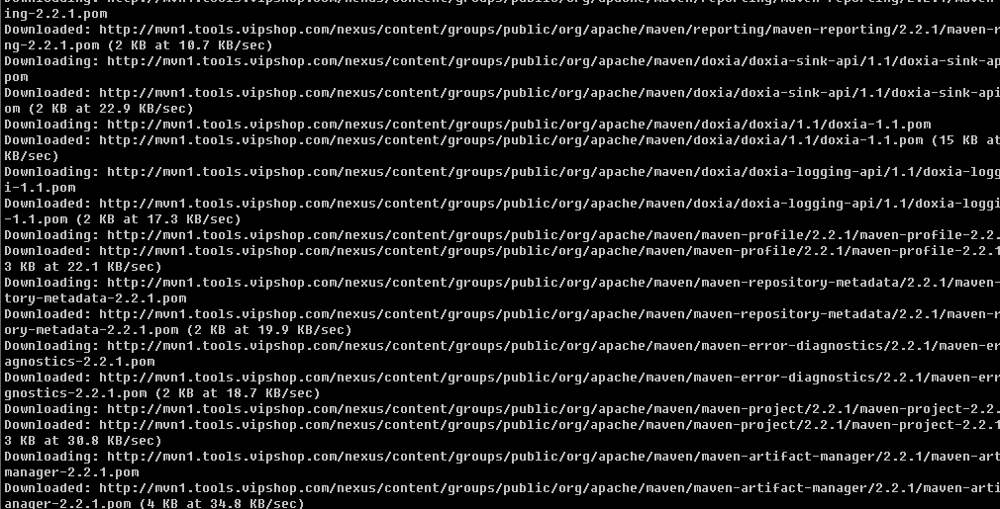 Downloading: http://mvn1.tools.vipshop.com/nexus/content/groups/public/org/apache/maven/reporting/maven-reporting/2.2.1/maven-
ing-2.2.1.pom
Downloaded: http://mvn1.tools.vipshop.com/nexus/content/groups/public/org/apache/maven/reporting/maven-reporting/2.2.1/maven-r
ng-2.2.1.pom (2 KB at 10.7 KB/sec)
Downloading: http://mvn1.tools.vipshop.com/nexus/content/groups/public/org/apache/maven/doxia/doxia-sink-api/1.1/doxia-sink-ap
pom
Downloaded: http://mvn1.tools.vipshop.com/nexus/content/groups/public/org/apache/maven/doxia/doxia-sink-api/1.1/doxia-sink-api
om (2 KB at 22.9 KB/sec)
Downloading: http://mvn1.tools.vipshop.com/nexus/content/groups/public/org/apache/maven/doxia/doxia/1.1/doxia-1.1.pom
Downloaded: http://mvn1.tools.vipshop.com/nexus/content/groups/public/org/apache/maven/doxia/doxia/1.1/doxia-1.1.pom (15 KB at
KB/sec)
Downloading: http://mvn1.tools.vipshop.com/nexus/content/groups/public/org/apache/maven/doxia/doxia-logging-api/1.1/doxia-logg
i-1.1.pom
Downloaded: http://mvn1.tools.vipshop.com/nexus/content/groups/public/org/apache/maven/doxia/doxia-logging-api/1.1/doxia-loggi
-1.1.pom (2 KB at 17.3 KB/sec)
Downloading: http://mvn1.tools.vipshop.com/nexus/content/groups/public/org/apache/maven/maven-profile/2.2.1/maven-profile-2.2.
Downloaded: http://mvn1.tools.vipshop.com/nexus/content/groups/public/org/apache/maven/maven-profile/2.2.1/maven-profile-2.2.1
3 KB at 22.1 KB/sec)
Downloading: http://mvn1.tools.vipshop.com/nexus/content/groups/public/org/apache/maven/maven-repository-metadata/2.2.1/maven-
tory-metadata-2.2.1.pom
Downloaded: http://mvn1.tools.vipshop.com/nexus/content/groups/public/org/apache/maven/maven-repository-metadata/2.2.1/maven-r
ory-metadata-2.2.1.pom (2 KB at 19.9 KB/sec)
Downloading: http://mvn1.tools.vipshop.com/nexus/content/groups/public/org/apache/maven/maven-error-diagnostics/2.2.1/maven-er
agnostics-2.2.1.pom
Downloaded: http://mvn1.tools.vipshop.com/nexus/content/groups/public/org/apache/maven/maven-error-diagnostics/2.2.1/maven-err
gnostics-2.2.1.pom (2 KB at 18.7 KB/sec)
Downloading: http://mvn1.tools.vipshop.com/nexus/content/groups/public/org/apache/maven/maven-project/2.2.1/maven-project-2.2.
Downloaded: http://mvn1.tools.vipshop.com/nexus/content/groups/public/org/apache/maven/maven-project/2.2.1/maven-project-2.2.1
3 KB at 30.8 KB/sec)
Downloading: http://mvn1.tools.vipshop.com/nexus/content/groups/public/org/apache/maven/maven-artifact-manager/2.2.1/maven-art
manager-2.2.1.pom
Downloaded: http://mvn1.tools.vipshop.com/nexus/content/groups/public/org/apache/maven/maven-artifact-manager/2.2.1/maven-arti
anager-2.2.1.pom (4 KB at 34.8 KB/sec)